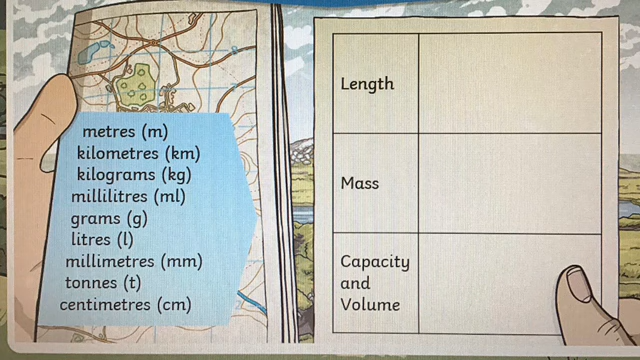 metres (m)
kilometres (km)
kilograms (kg)
millilitres (ml)
grams (g)
litres (l)
millimetres (mm)
tonnes (t)
centimetres (cm)
Length
Mass
Capacity
and
Volume